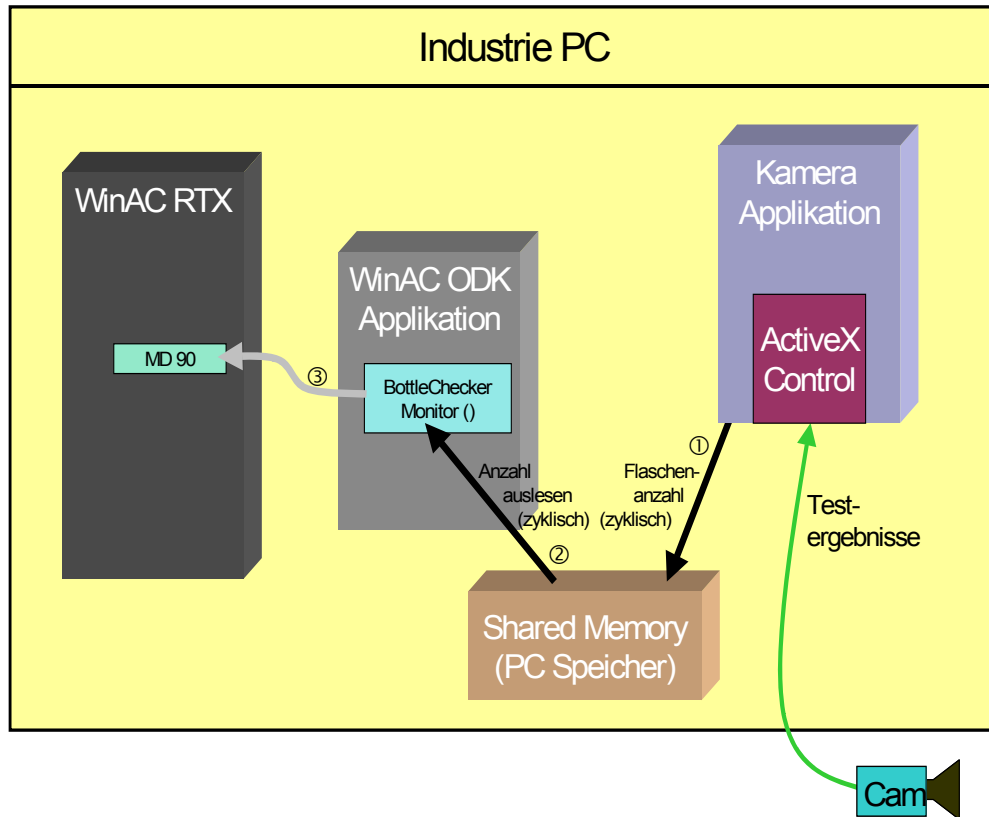 Industrie PC
WinAC RTX
MD 90
③
WinAC ODK
Applikation
BottleChecker
Monitor ()
Kamera
Applikation
ActiveX
Control
①
Flaschen-
anzahl
(zyklisch)
Anzahl
auslesen
(zyklisch)
②
Test-
ergebnisse
Shared Memory
(PC Speicher)
Cam